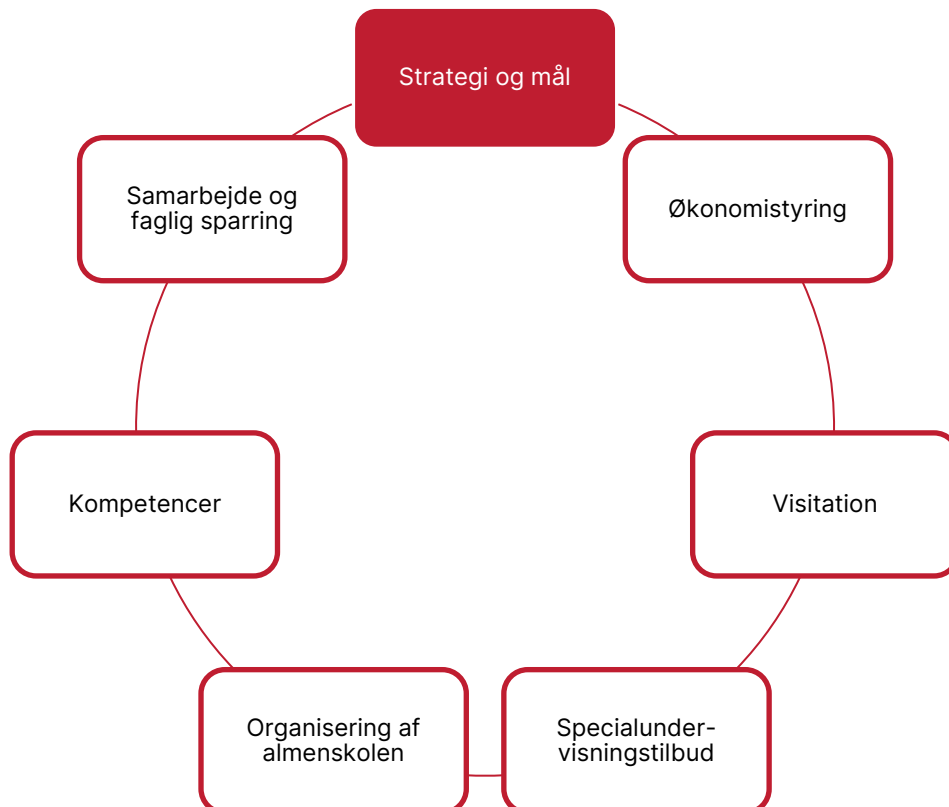 Strategi og mål
Økonomistyring
Visitation
Specialunder-
visningstilbud
Organisering af
almenskolen
Kompetencer
Samarbejde og
faglig sparring